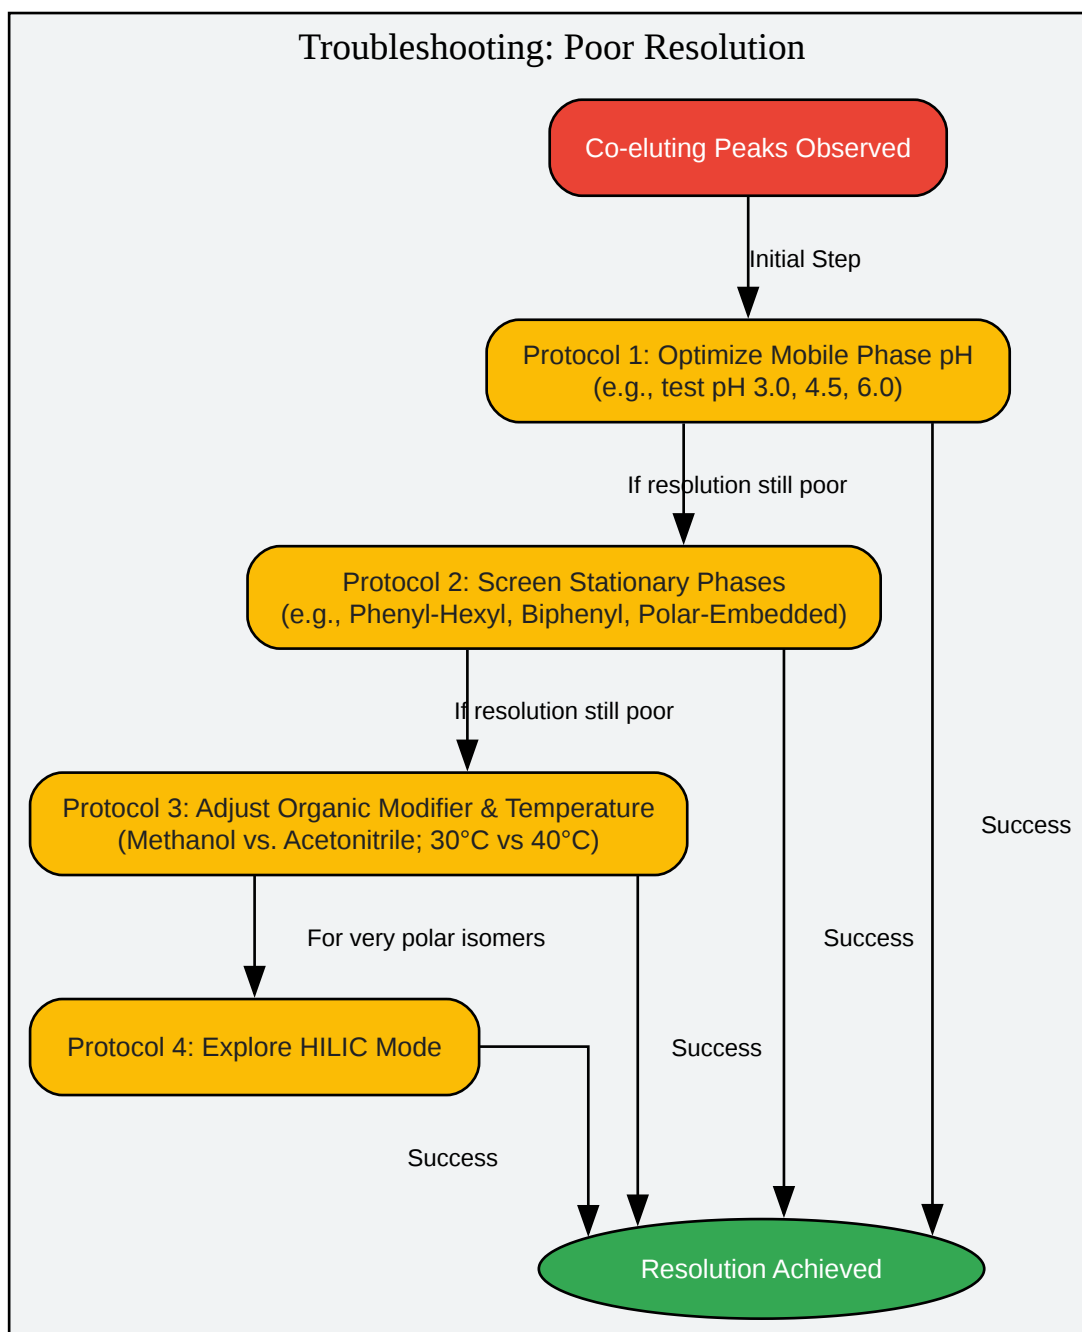 Troubleshooting: Poor Resolution
Co-eluting Peaks Observed
Initial Step
Protocol 1: Optimize Mobile Phase pH
(e.g., test pH 3.0, 4.5, 6.0)
If resolution still poor
Protocol 2: Screen Stationary Phases
(e.g., Phenyl-Hexyl, Biphenyl, Polar-Embedded)
If resolution still poor
Protocol 3: Adjust Organic Modifier & Temperature
(Methanol vs. Acetonitrile; 30°C vs 40°C)
Success
For very polar isomers
Success
Protocol 4: Explore HILIC Mode
Success
Success
Resolution Achieved